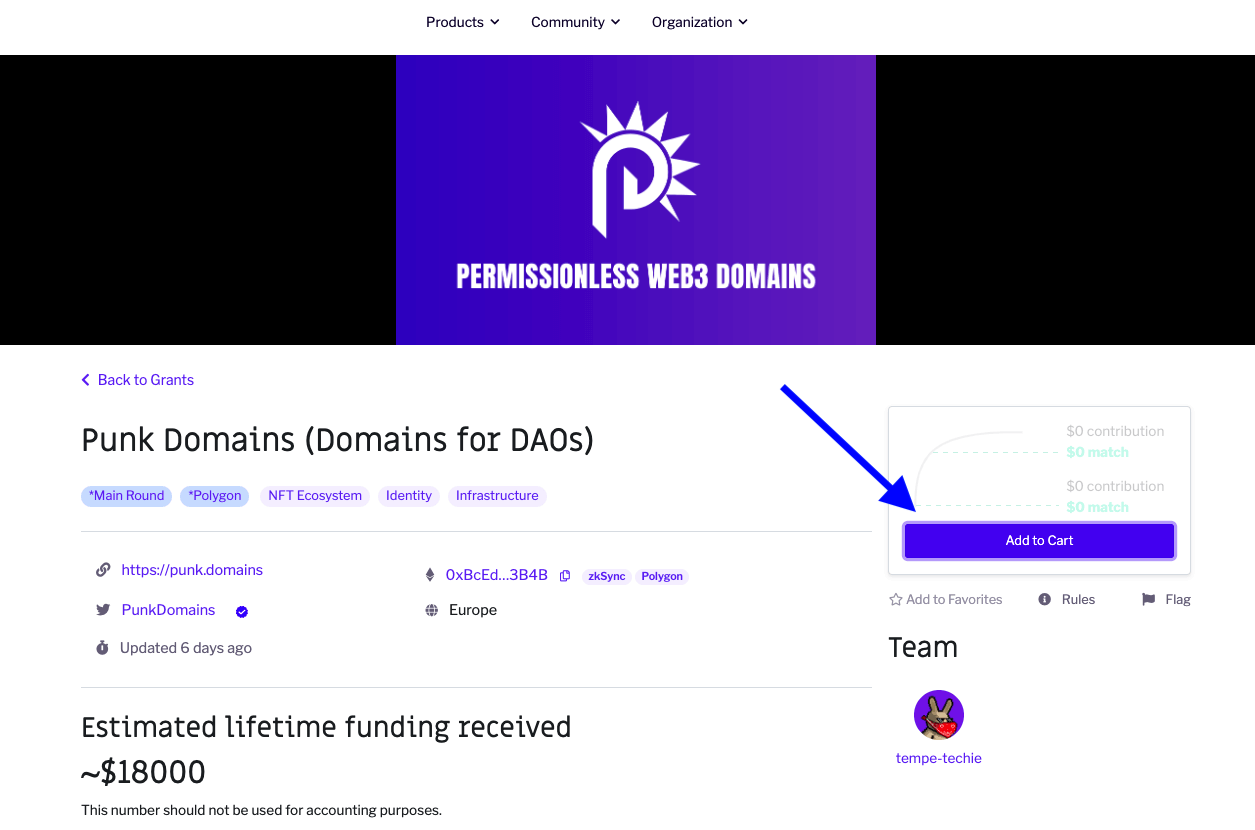 Products
Community
Organization
PERMISSIONLESS WEB3 DOMAINS
Back to Grants
Punk Domains (Domains for DAOs)
*Main Round
*Polygon
NFT Ecosystem
Identity
Infrastructure
https://punk.domains
0xBcEd...3B4B
zkSync
Polygon
PunkDomains
Europe
Updated 6 days ago
Estimated lifetime funding received
~$18000
This number should not be used for accounting purposes.
$0 contribution
$0 match
$0 contribution
$0 match
Add to Cart
Add to Favorites
Rules
Flag
Team
tempe-techie